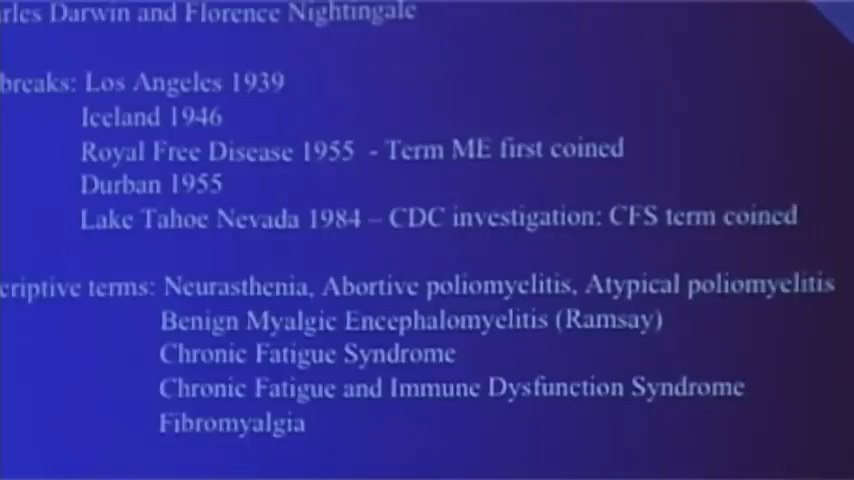 rles Darwin and Florence Nightingale
breaks: Los Angeles 1939
Iceland 1946
Royal Free Disease 1955 - Term ME first coined
Durban 1955
Lake Tahoe Nevada 1984 – CDC investigation: CFS term coined
criptive terms: Neurasthenia, Abortive poliomyelitis, Atypical poliomyelitis
Benign Myalgic Encephalomyelitis (Ramsay)
Chronic Fatigue Syndrome
Chronic Fatigue and Immune Dysfunction Syndrome
Fibromyalgia